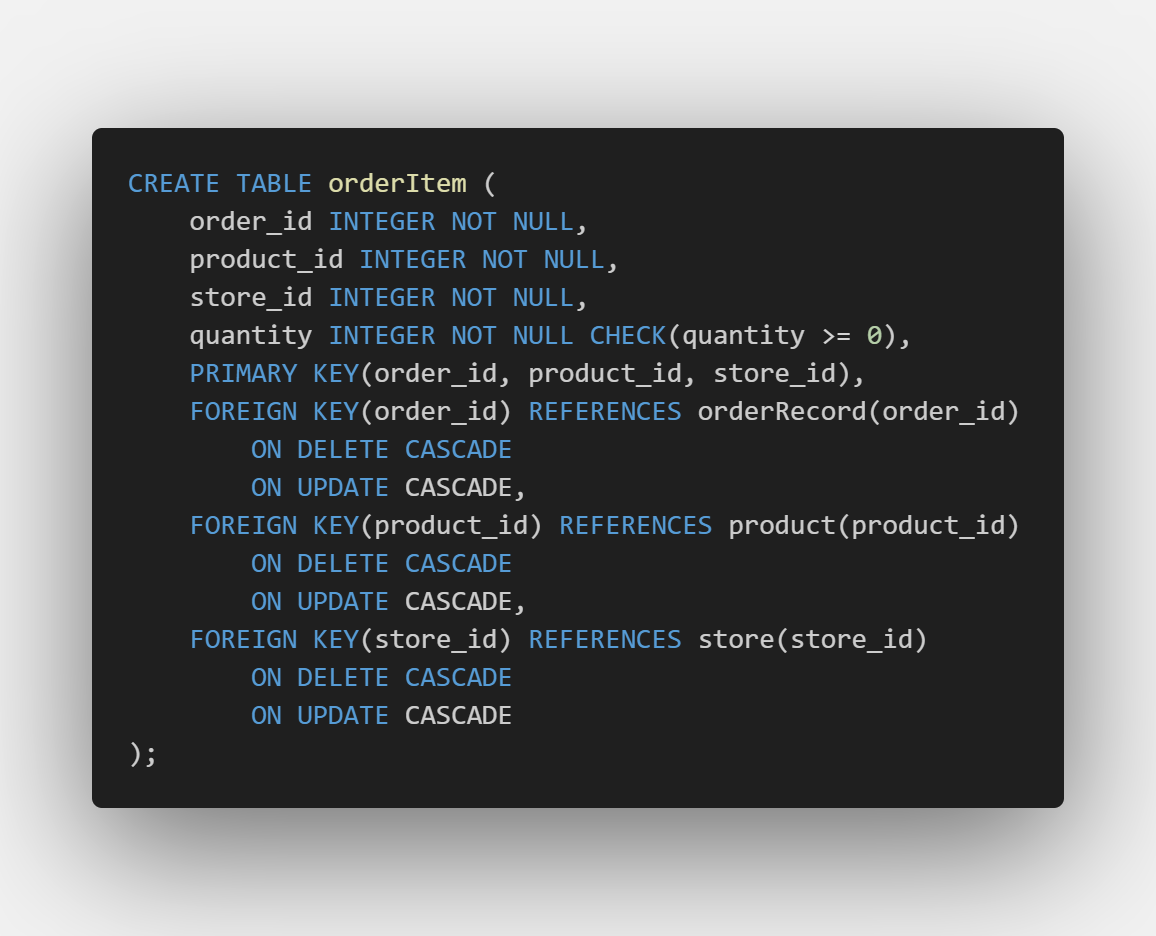 CREATE TABLE orderItem (
    order_id INTEGER NOT NULL,
    product_id INTEGER NOT NULL,
    store_id INTEGER NOT NULL,
    quantity INTEGER NOT NULL CHECK(quantity >= 0),
    PRIMARY KEY(order_id, product_id, store_id),
    FOREIGN KEY(order_id) REFERENCES orderRecord(order_id)
        ON DELETE CASCADE
        ON UPDATE CASCADE,
    FOREIGN KEY(product_id) REFERENCES product(product_id)
        ON DELETE CASCADE
        ON UPDATE CASCADE,
    FOREIGN KEY(store_id) REFERENCES store(store_id)
        ON DELETE CASCADE
        ON UPDATE CASCADE
);